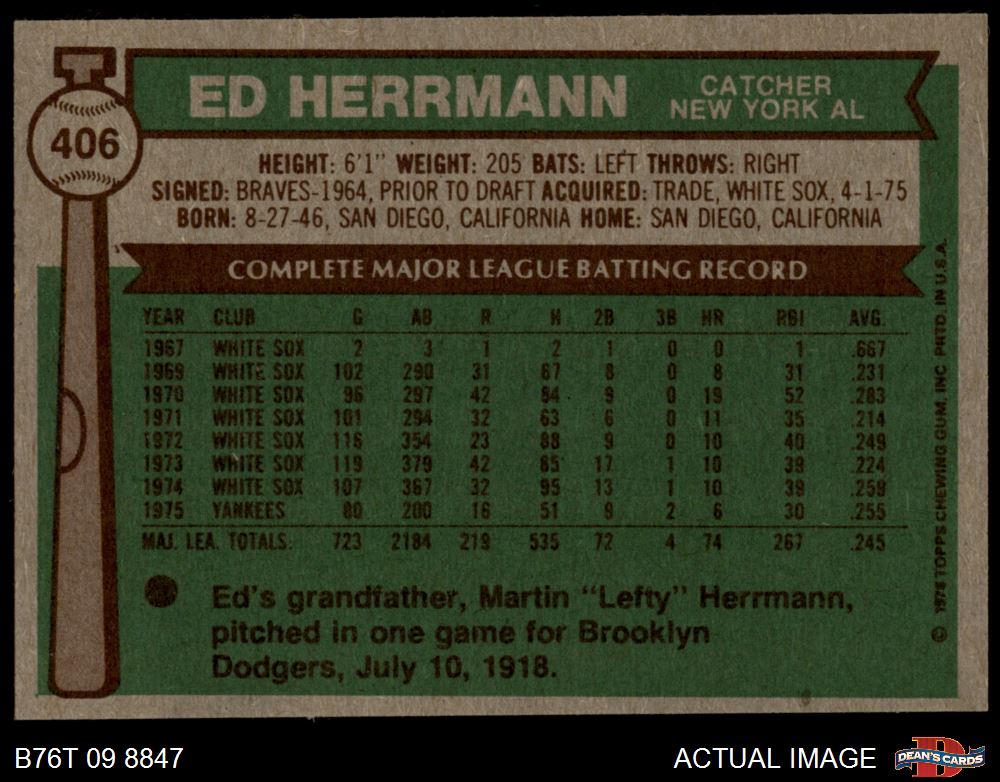 406
ED HERRMANN
CATCHER
NEW YORK AL
HEIGHT: 6'1" WEIGHT: 205 BATS: LEFT THROWS: RIGHT
SIGNED: BRAVES-1964, PRIOR TO DRAFT ACQUIRED: TRADE, WHITE SOX, 4-1-75
BORN: 8-27-46, SAN DIEGO, CALIFORNIA HOME: SAN DIEGO, CALIFORNIA
COMPLETE MAJOR LEAGUE BATTING RECORD
YEAR CLUB G AB R H 2B 3B HR RBI AVG.
1967 WHITE SOX 2 3 1 2 1 0 0 1 .667
1969 WHITE SOX 102 290 31 67 8 0 8 31 .231
1970 WHITE SOX 96 297 42 84 9 0 19 52 .283
1971 WHITE SOX 101 294 32 63 6 0 11 35 .214
1972 WHITE SOX 116 354 23 88 9 0 10 40 .249
1973 WHITE SOX 119 379 42 85 17 1 10 39 .224
1974 WHITE SOX 107 367 32 95 13 1 10 39 .259
1975 YANKEES 80 200 16 51 9 2 6 30 .255
MAJ. LEA. TOTALS: 723 2184 219 535 72 4 74 267 .245
Ed's grandfather, Martin "Lefty" Herrmann,
pitched in one game for Brooklyn
Dodgers, July 10, 1918.
© 1976 TOPPS CHEWING GUM, INC PRTD. IN U.S.A.
B76T 09 8847
ACTUAL IMAGE
D
DEAN'S CARDS